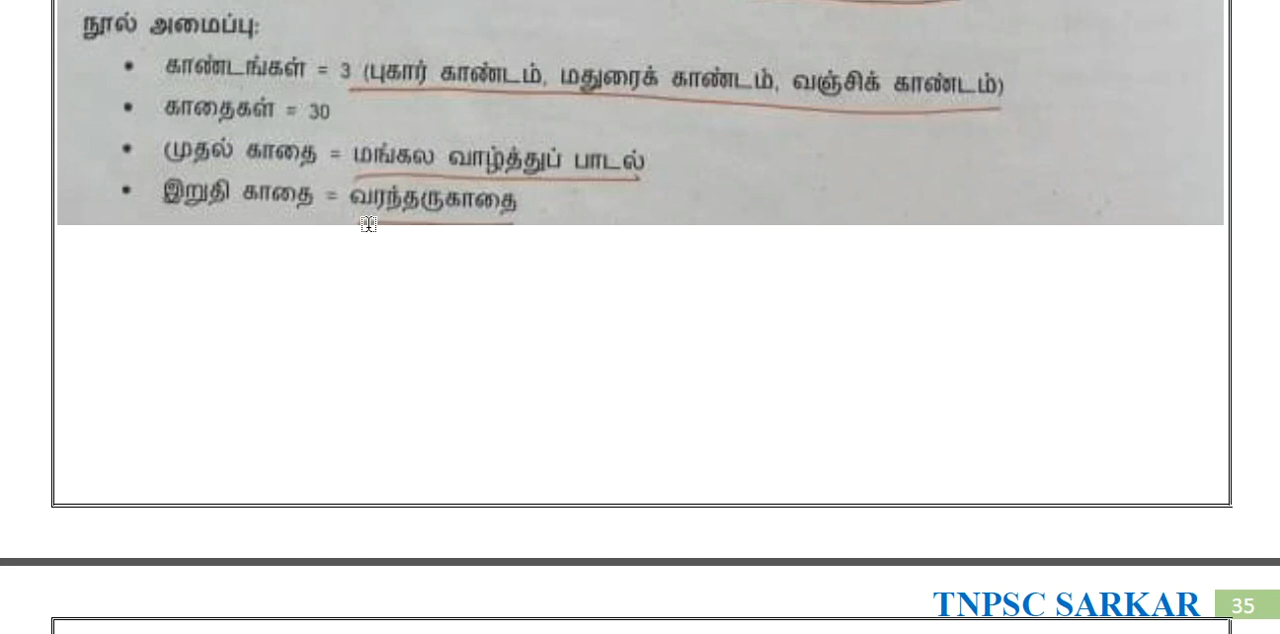 நூல் அமைப்பு:
• காண்டங்கள் = 3 (புகார் காண்டம், மதுரைக் காண்டம், வஞ்சிக் காண்டம்)
• காதைகள் = 30
• முதல் காதை = மங்கல வாழ்த்துப் பாடல்
• இறுதி காதை = வரந்தருகாதை
TNPSC SARKAR 35